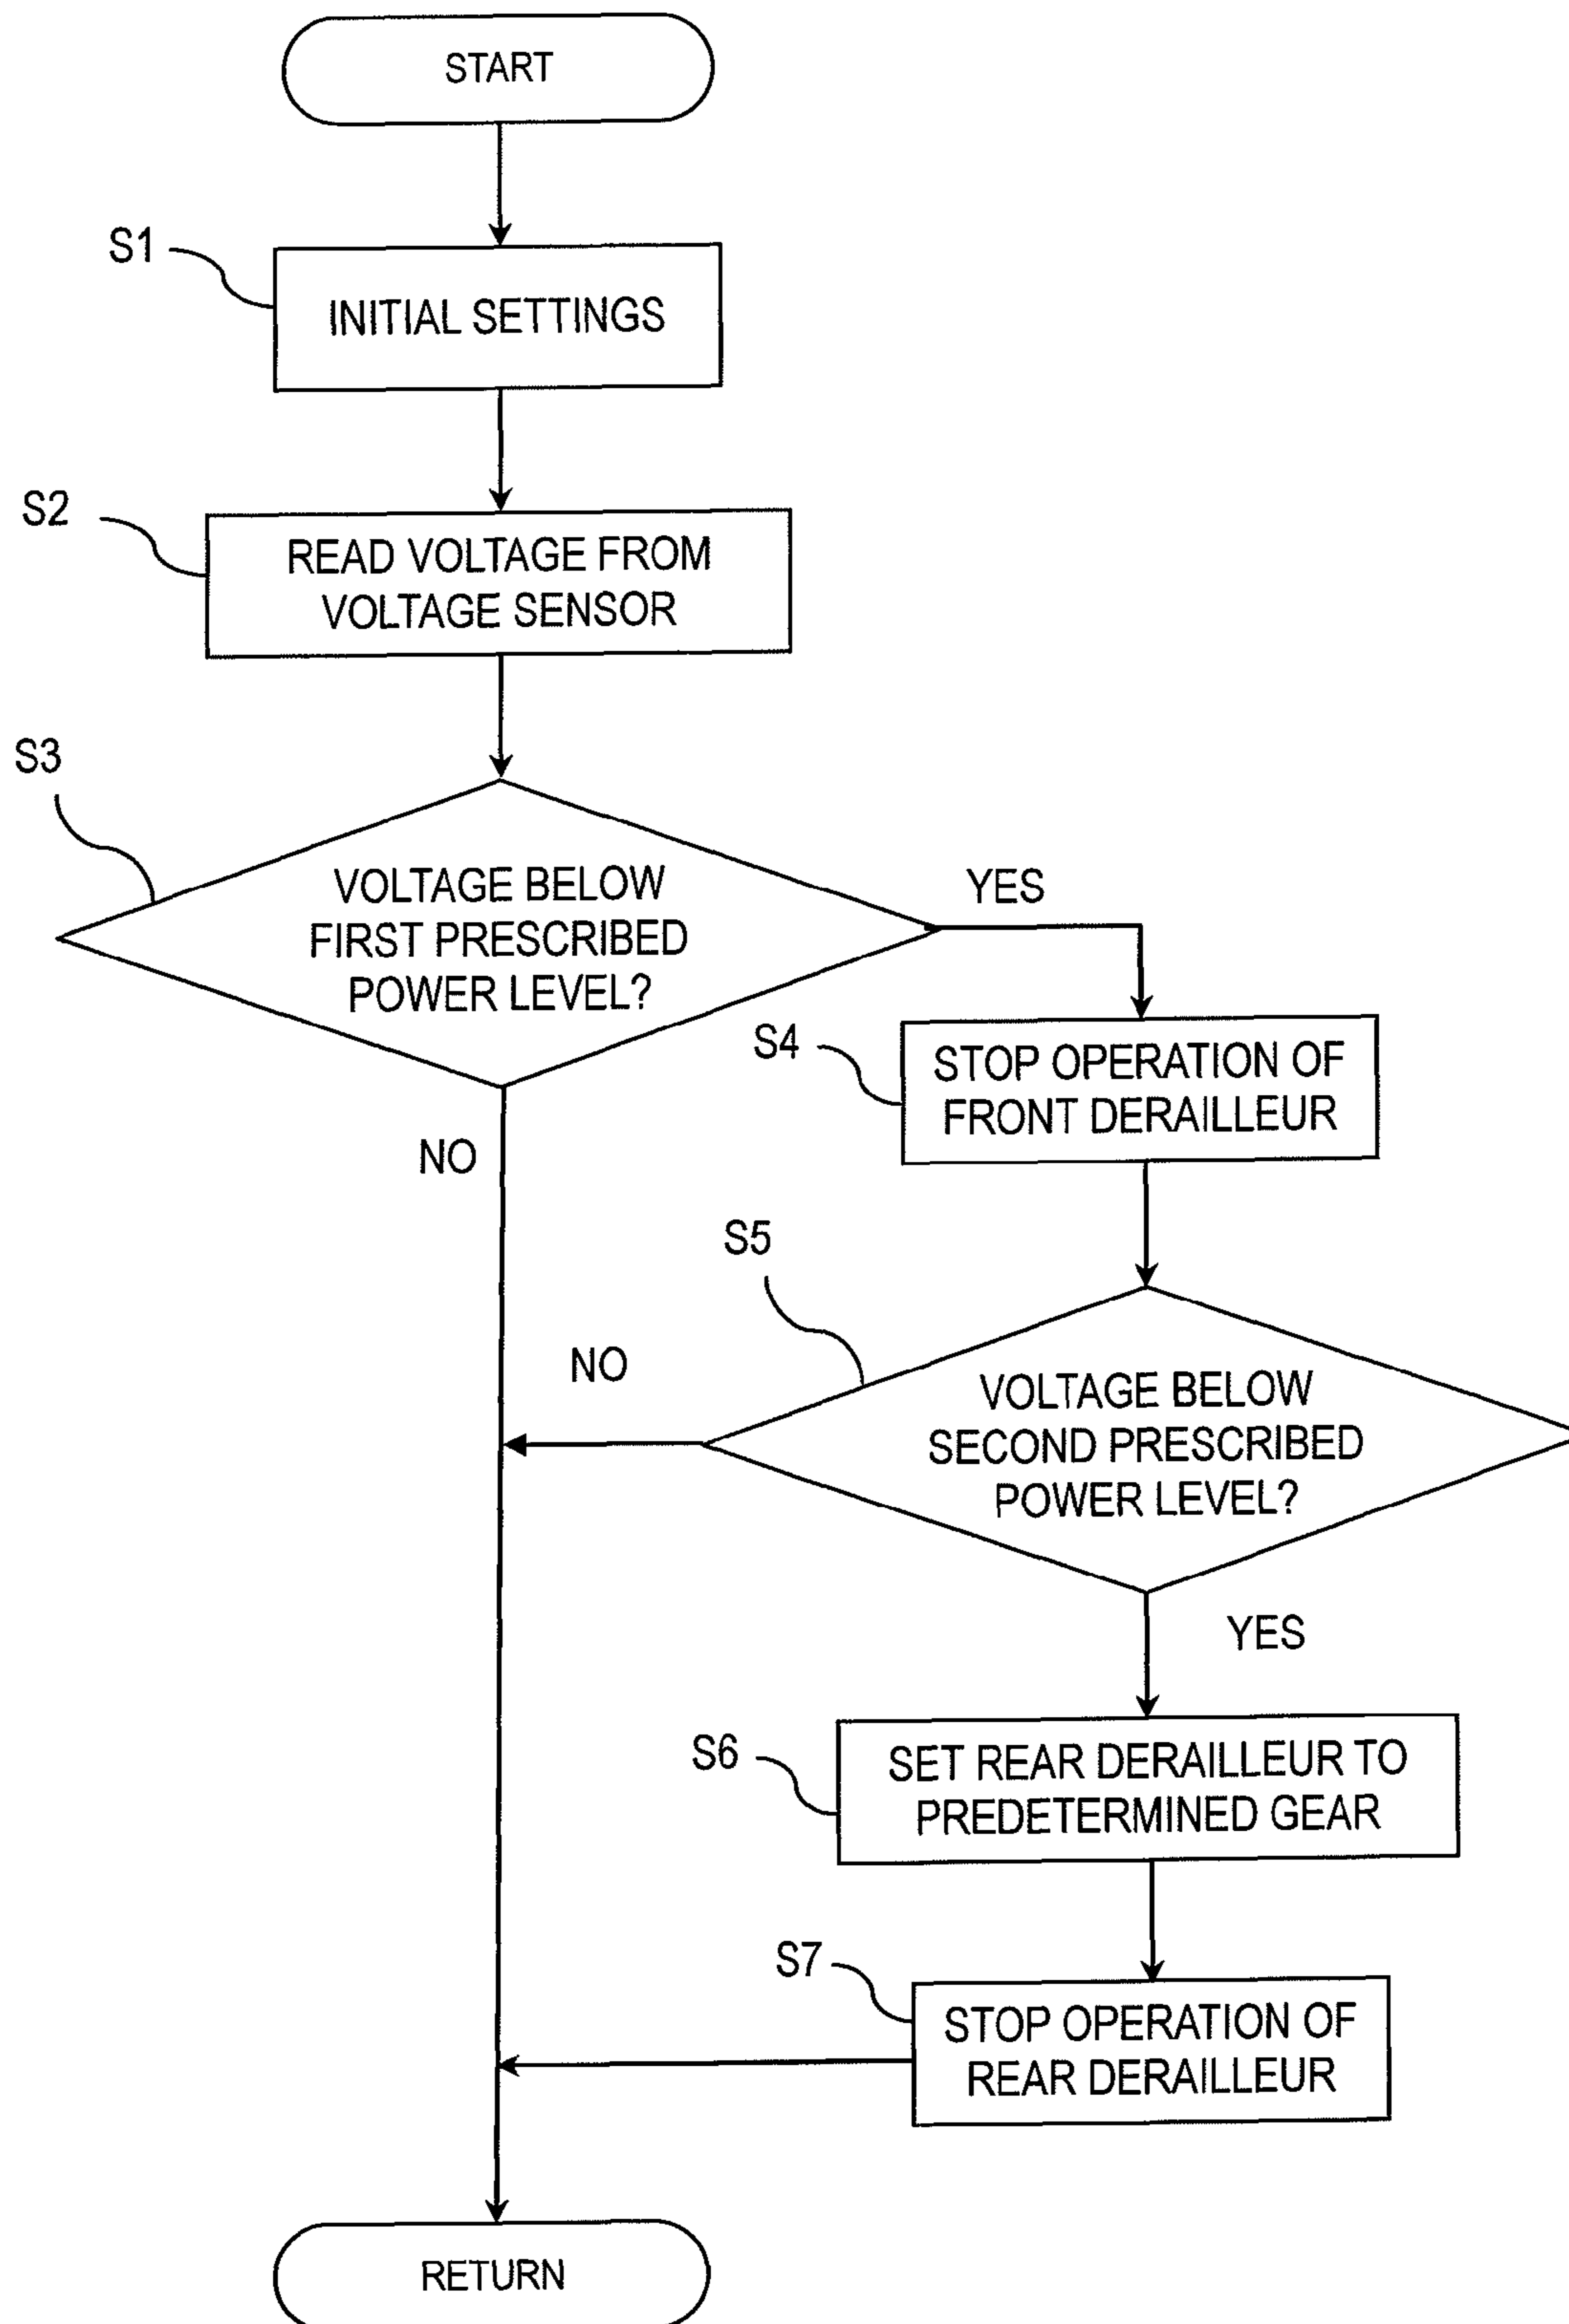 START
S1
INITIAL SETTINGS
S2
READ VOLTAGE FROM
VOLTAGE SENSOR
S3
VOLTAGE BELOW
FIRST PRESCRIBED
POWER LEVEL?
YES
NO
S4
STOP OPERATION OF
FRONT DERAILLEUR
S5
NO
VOLTAGE BELOW
SECOND PRESCRIBED
POWER LEVEL?
YES
S6
SET REAR DERAILLEUR TO
PREDETERMINED GEAR
S7
STOP OPERATION OF
REAR DERAILLEUR
RETURN